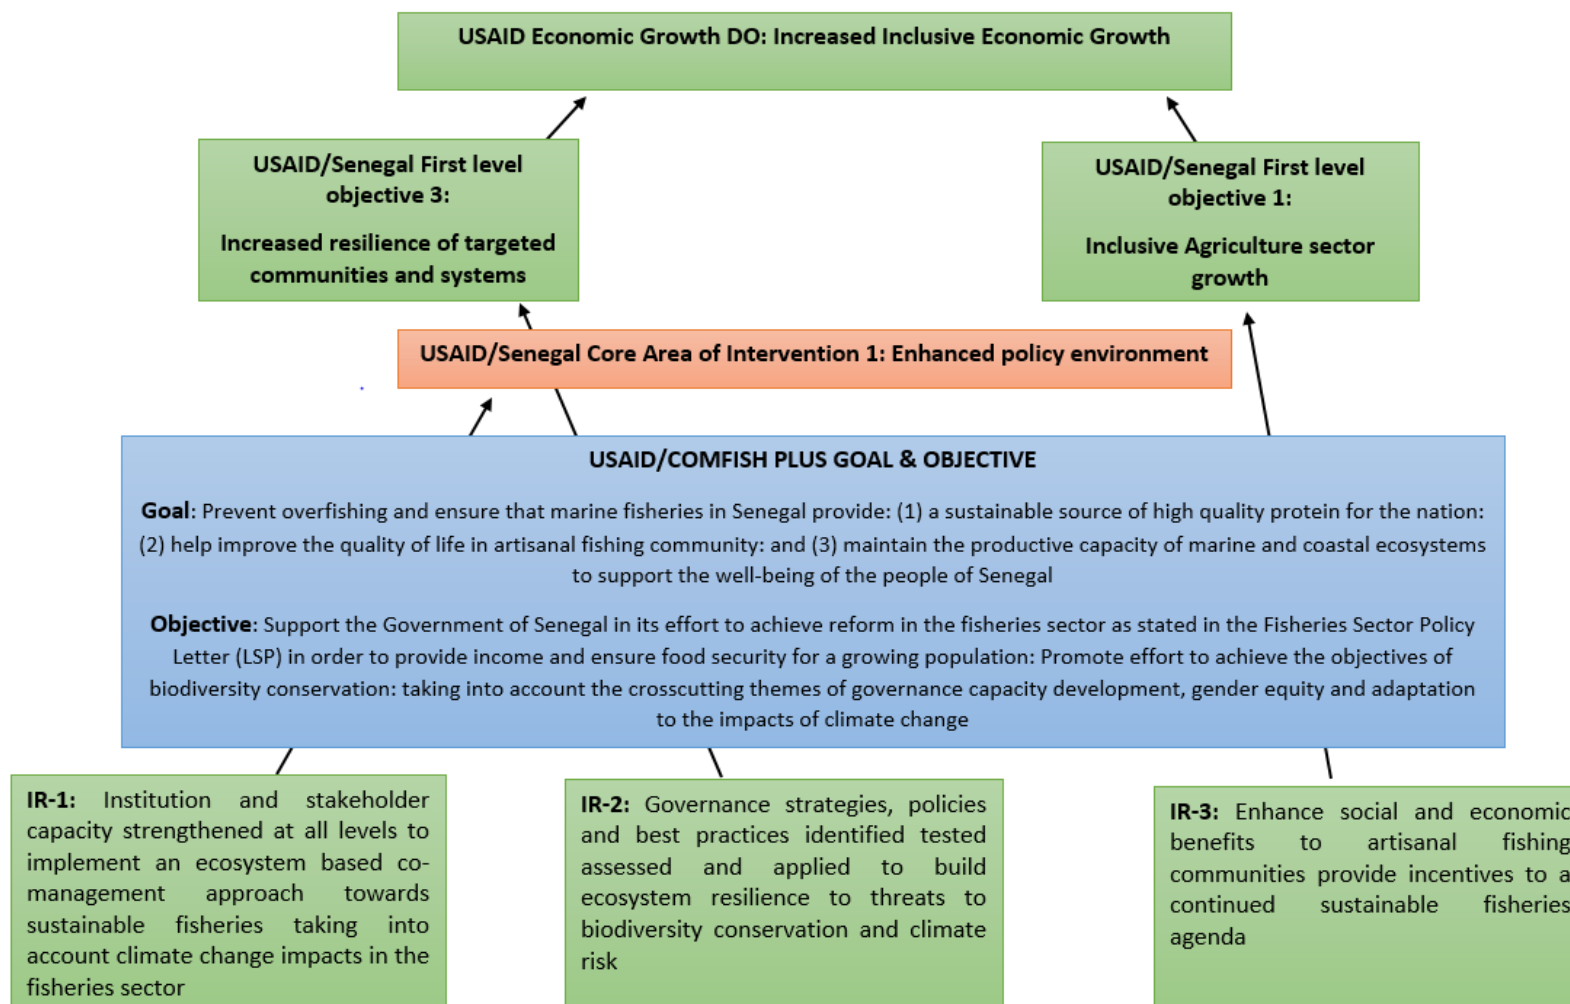 USAID Economic Growth DO: Increased Inclusive Economic Growth
USAID/Senegal First level
objective 3:
Increased resilience of targeted
communities and systems
USAID/Senegal First level
objective 1:
Inclusive Agriculture sector
growth
USAID/Senegal Core Area of Intervention 1: Enhanced policy environment
USAID/COMFISH PLUS GOAL & OBJECTIVE
Goal: Prevent overfishing and ensure that marine fisheries in Senegal provide: (1) a sustainable source of high quality protein for the nation:
(2) help improve the quality of life in artisanal fishing community: and (3) maintain the productive capacity of marine and coastal ecosystems
to support the well-being of the people of Senegal
Objective: Support the Government of Senegal in its effort to achieve reform in the fisheries sector as stated in the Fisheries Sector Policy
Letter (LSP) in order to provide income and ensure food security for a growing population: Promote effort to achieve the objectives of
biodiversity conservation: taking into account the crosscutting themes of governance capacity development, gender equity and adaptation
to the impacts of climate change
IR-1: Institution and stakeholder
capacity strengthened at all levels to
implement an ecosystem based co-
management approach towards
sustainable fisheries taking into
account climate change impacts in the
fisheries sector
IR-2: Governance strategies, policies
and best practices identified tested
assessed and applied to build
ecosystem resilience to threats to
biodiversity conservation and climate
risk
IR-3: Enhance social and economic
benefits to artisanal fishing
communities provide incentives to a
continued sustainable fisheries
agenda